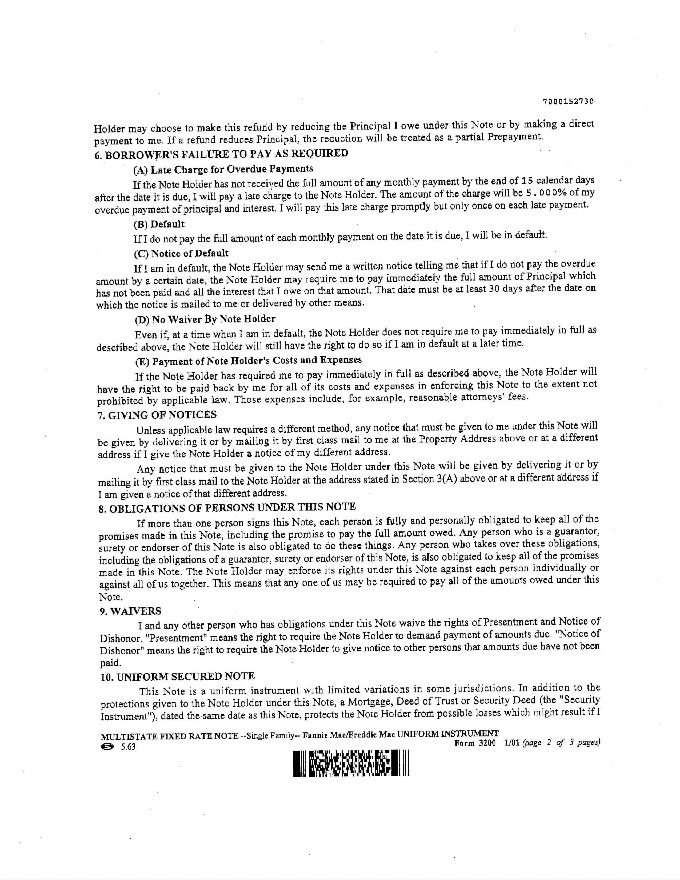 7000152730
Holder may choose to make this refund by reducing the Principal I owe under this Note or by making a direct
payment to me. If a refund reduces Principal, the reduction will be treated as a partial Prepayment.
6. BORROWER'S FAILURE TO PAY AS REQUIRED
(A) Late Charge for Overdue Payments
If the Note Holder has not received the full amount of any monthly payment by the end of 15 calendar days
after the date it is due, I will pay a late charge to the Note Holder. The amount of the charge will be 5.000% of my
overdue payment of principal and interest. I will pay this late charge promptly but only once on each late payment.
(B) Default
If I do not pay the full amount of each monthly payment on the date it is due, I will be in default.
(C) Notice of Default
If I am in default, the Note Holder may send me a written notice telling me that if I do not pay the overdue
amount by a certain date, the Note Holder may require me to pay immediately the full amount of Principal which
has not been paid and all the interest that I owe on that amount. That date must be at least 30 days after the date on
which the notice is mailed to me or delivered by other means.
(D) No Waiver By Note Holder
Even if, at a time when I am in default, the Note Holder does not require me to pay immediately in full as
described above, the Note Holder will still have the right to do so if I am in default at a later time.
(E) Payment of Note Holder's Costs and Expenses
If the Note Holder has required me to pay immediately in full as described above, the Note Holder will
have the right to be paid back by me for all of its costs and expenses in enforcing this Note to the extent not
prohibited by applicable law. Those expenses include, for example, reasonable attorneys' fees.
7. GIVING OF NOTICES
Unless applicable law requires a different method, any notice that must be given to me under this Note will
be given by delivering it or by mailing it by first class mail to me at the Property Address above or at a different
address if I give the Note Holder a notice of my different address.
Any notice that must be given to the Note Holder under this Note will be given by delivering it or by
mailing it by first class mail to the Note Holder at the address stated in Section 3(A) above or at a different address if
I am given a notice of that different address.
8. OBLIGATIONS OF PERSONS UNDER THIS NOTE
If more than one person signs this Note, each person is fully and personally obligated to keep all of the
promises made in this Note, including the promise to pay the full amount owed. Any person who is a guarantor,
surety or endorser of this Note is also obligated to do these things. Any person who takes over these obligations,
including the obligations of a guarantor, surety or endorser of this Note, is also obligated to keep all of the promises
made in this Note. The Note Holder may enforce its rights under this Note against each person individually or
against all of us together. This means that any one of us may be required to pay all of the amounts owed under this
Note.
9. WAIVERS
I and any other person who has obligations under this Note waive the rights of Presentment and Notice of
Dishonor. "Presentment" means the right to require the Note Holder to demand payment of amounts due. "Notice of
Dishonor" means the right to require the Note Holder to give notice to other persons that amounts due have not been
paid.
10. UNIFORM SECURED NOTE
This Note is a uniform instrument with limited variations in some jurisdictions. In addition to the
protections given to the Note Holder under this Note, a Mortgage, Deed of Trust or Security Deed (the "Security
Instrument"), dated the same date as this Note, protects the Note Holder from possible losses which might result if I
MULTISTATE FIXED RATE NOTE --Single Family-- Fannie Mae/Freddie Mac UNIFORM INSTRUMENT
5.63 Form 3200 1/01 (page 2 of 3 pages)